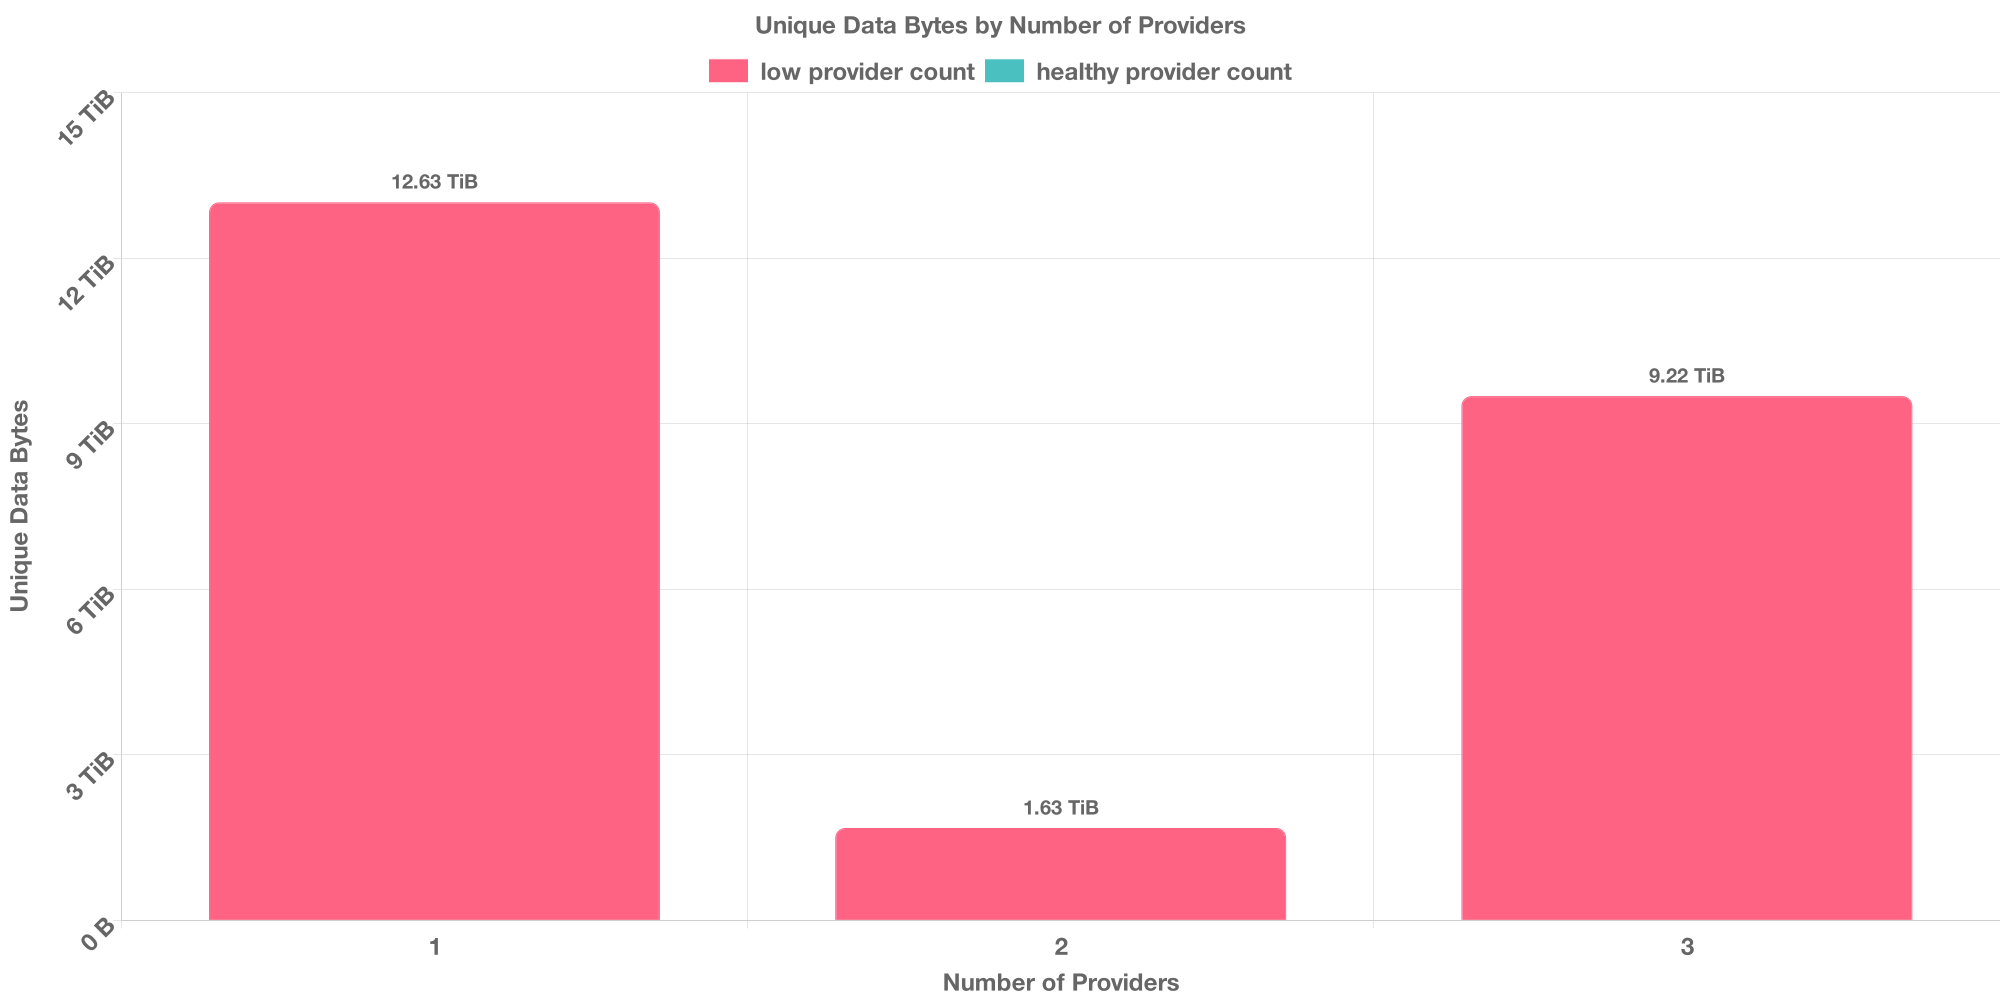 Unique Data Bytes by Number of Providers
low provider count healthy provider count
15 TiB
12 TiB
9 TiB
6 TiB
3 TiB
0 B
Unique Data Bytes
12.63 TiB
1.63 TiB
9.22 TiB
1 2 3
Number of Providers